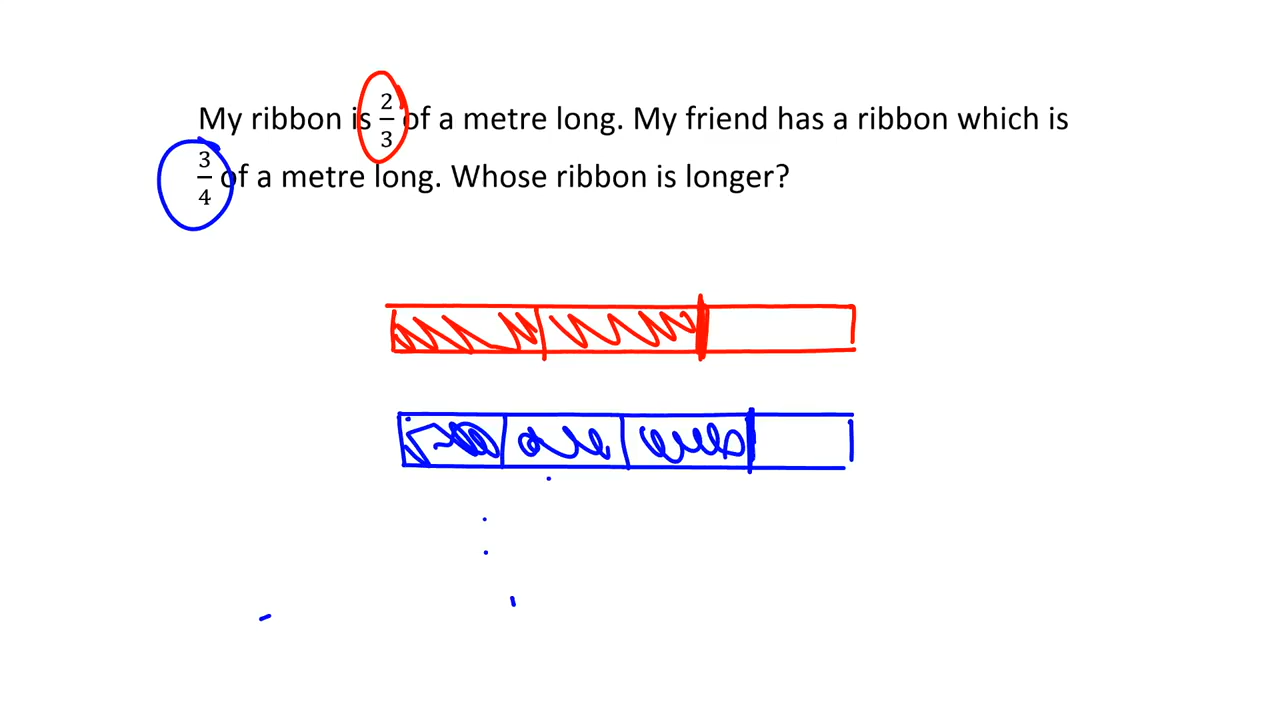 My ribbon is 2/3 of a metre long. My friend has a ribbon which is
3/4 of a metre long. Whose ribbon is longer?